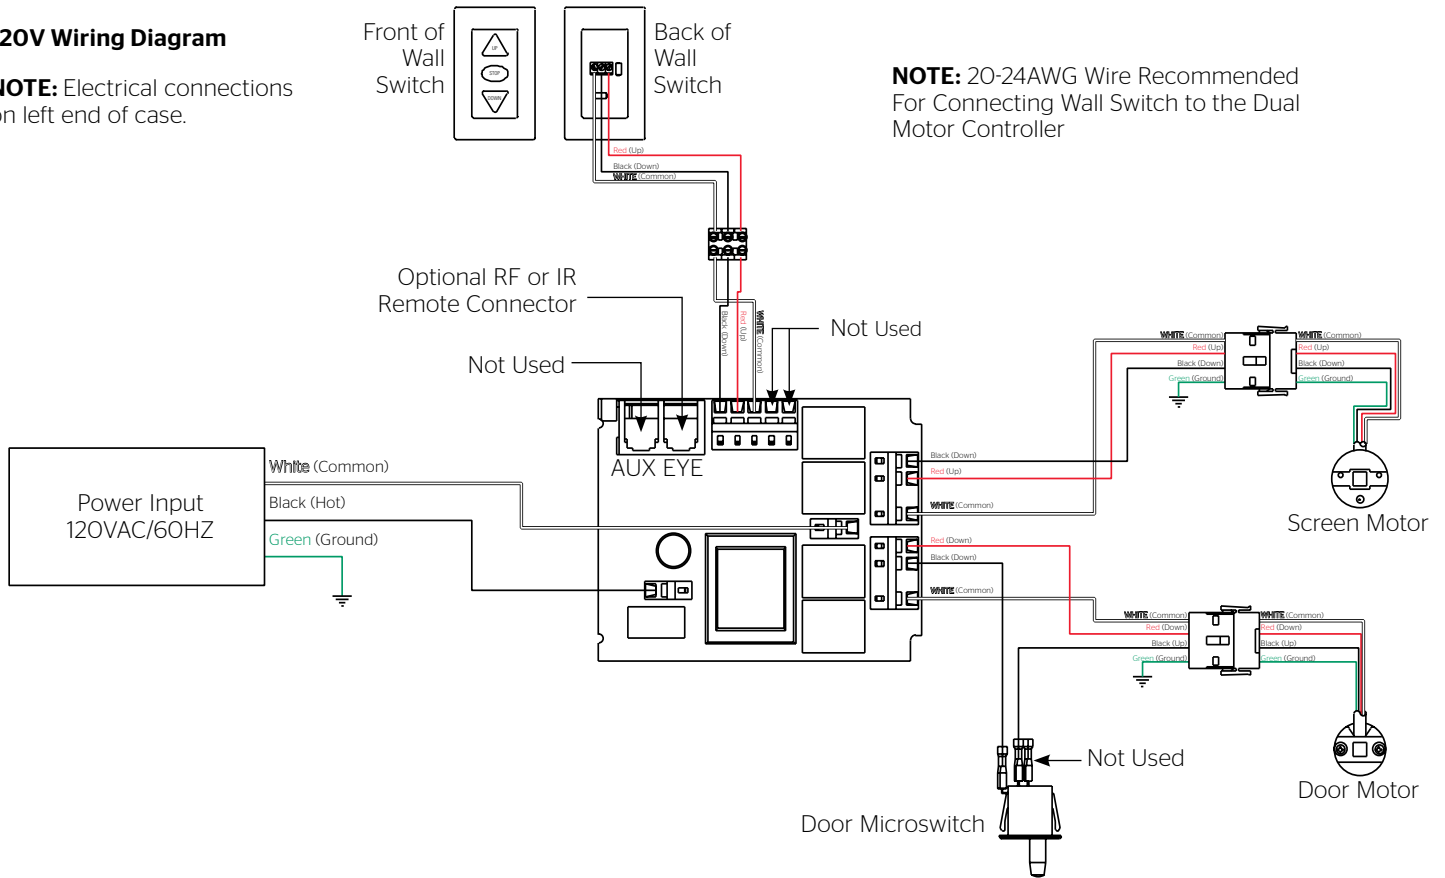 20V Wiring Diagram
NOTE: Electrical connections
on left end of case.
Front of
Wall
Switch
UP
STOP
DOWN
Back of
Wall
Switch
NOTE: 20-24AWG Wire Recommended
For Connecting Wall Switch to the Dual
Motor Controller
Red (Up)
Black (Down)
WHITE (Common)
Optional RF or IR
Remote Connector
Not Used
Black (Down)
Red (Up)
WHITE (Common)
Not Used
AUX EYE
Power Input
120VAC/60HZ
White (Common)
Black (Hot)
Green (Ground)
Black (Down)
Red (Up)
WHITE (Common)
Red (Down)
Black (Down)
WHITE (Common)
WHITE (Common)
Red (Up)
Black (Down)
Green (Ground)
WHITE (Common)
Red (Up)
Black (Down)
Green (Ground)
Screen Motor
WHITE (Common)
Red (Down)
Black (Up)
Green (Ground)
WHITE (Common)
Red (Down)
Black (Up)
Green (Ground)
Door Motor
Not Used
Door Microswitch